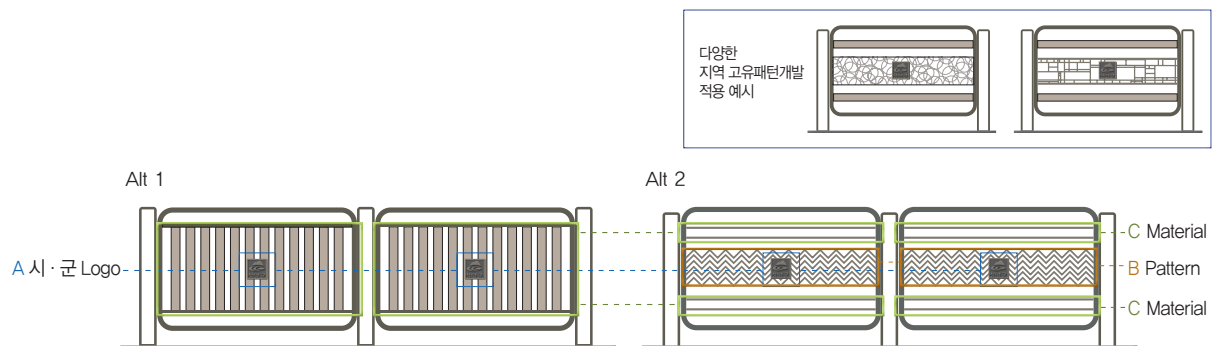 다양한
지역 고유패턴개발
적용 예시
Alt 1
Alt 2
C Material
A 시 · 군 Logo
B Pattern
C Material